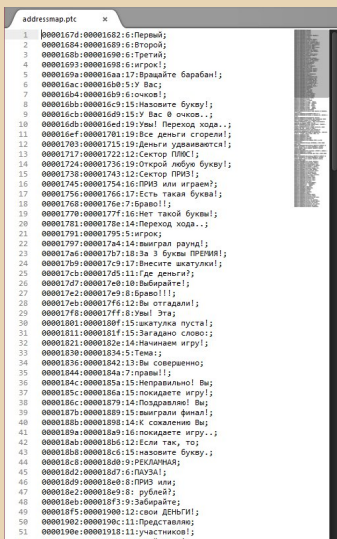 addressmap.ptc ×
1 0000167d:00001682:6:Первый;
2 00001684:00001689:6:Второй;
3 0000168b:00001690:6:Третий;
4 00001693:00001698:6:игрок!;
5 0000169a:000016aa:17:Вращайте барабан!;
6 000016ac:000016b0:5:У Вас;
7 000016b4:000016b9:6:очков!;
8 000016bb:000016c9:15:Назовите букву!;
9 000016cb:000016d9:15:У Вас 0 очков..;
10 000016db:000016ed:19:Увы! Переход хода..;
11 000016ef:00001701:19:Все деньги сгорели!;
12 00001703:00001715:19:Деньги удваиваются!;
13 00001717:00001722:12:Сектор ПЛЮС!;
14 00001724:00001736:19:Открой любую букву!;
15 00001738:00001743:12:Сектор ПРИЗ!;
16 00001745:00001754:16:ПРИЗ или играем?;
17 00001756:00001766:17:Есть такая буква!;
18 00001768:0000176e:7:Браво!!;
19 00001770:0000177f:16:Нет такой буквы!;
20 00001781:0000178e:14:Переход хода..;
21 00001791:00001795:5:игрок;
22 00001797:000017a4:14:выиграл раунд!;
23 000017a6:000017b7:18:За 3 буквы ПРЕМИЯ!;
24 000017b9:000017c9:17:Внесите шкатулки!;
25 000017cb:000017d5:11:Где деньги?;
26 000017d7:000017e0:10:Выбирайте!;
27 000017e2:000017e9:8:Браво!!!;
28 000017eb:000017f6:12:Вы отгадали!;
29 000017f8:000017ff:8:Увы! Эта;
30 00001801:0000180f:15:шкатулка пуста!;
31 00001811:0000181f:15:Загадано слово:;
32 00001821:0000182e:14:Начинаем игру!;
33 00001830:00001834:5:Тема:;
34 00001836:00001842:13:Вы совершенно;
35 00001844:0000184a:7:правы!!;
36 0000184c:0000185a:15:Неправильно! Вы;
37 0000185c:0000186a:15:покидаете игру!;
38 0000186c:00001879:14:Поздравляю! Вы;
39 0000187b:00001889:15:выиграли финал!;
40 0000188b:00001898:14:К сожалению Вы;
41 0000189a:000018a9:16:покидаете игру..;
42 000018ab:000018b6:12:Если так, то;
43 000018b8:000018c6:15:назовите букву.;
44 000018c8:000018d0:9:РЕКЛАМНАЯ;
45 000018d2:000018d7:6:ПАУЗА!;
46 000018d9:000018e0:8:ПРИЗ или;
47 000018e2:000018e9:8: рублей?;
48 000018eb:000018f3:9:Забирайте;
49 000018f5:00001900:12:свои ДЕНЬГИ!;
50 00001902:0000190c:11:Представляю;
51 0000190e:00001918:11:участников!;